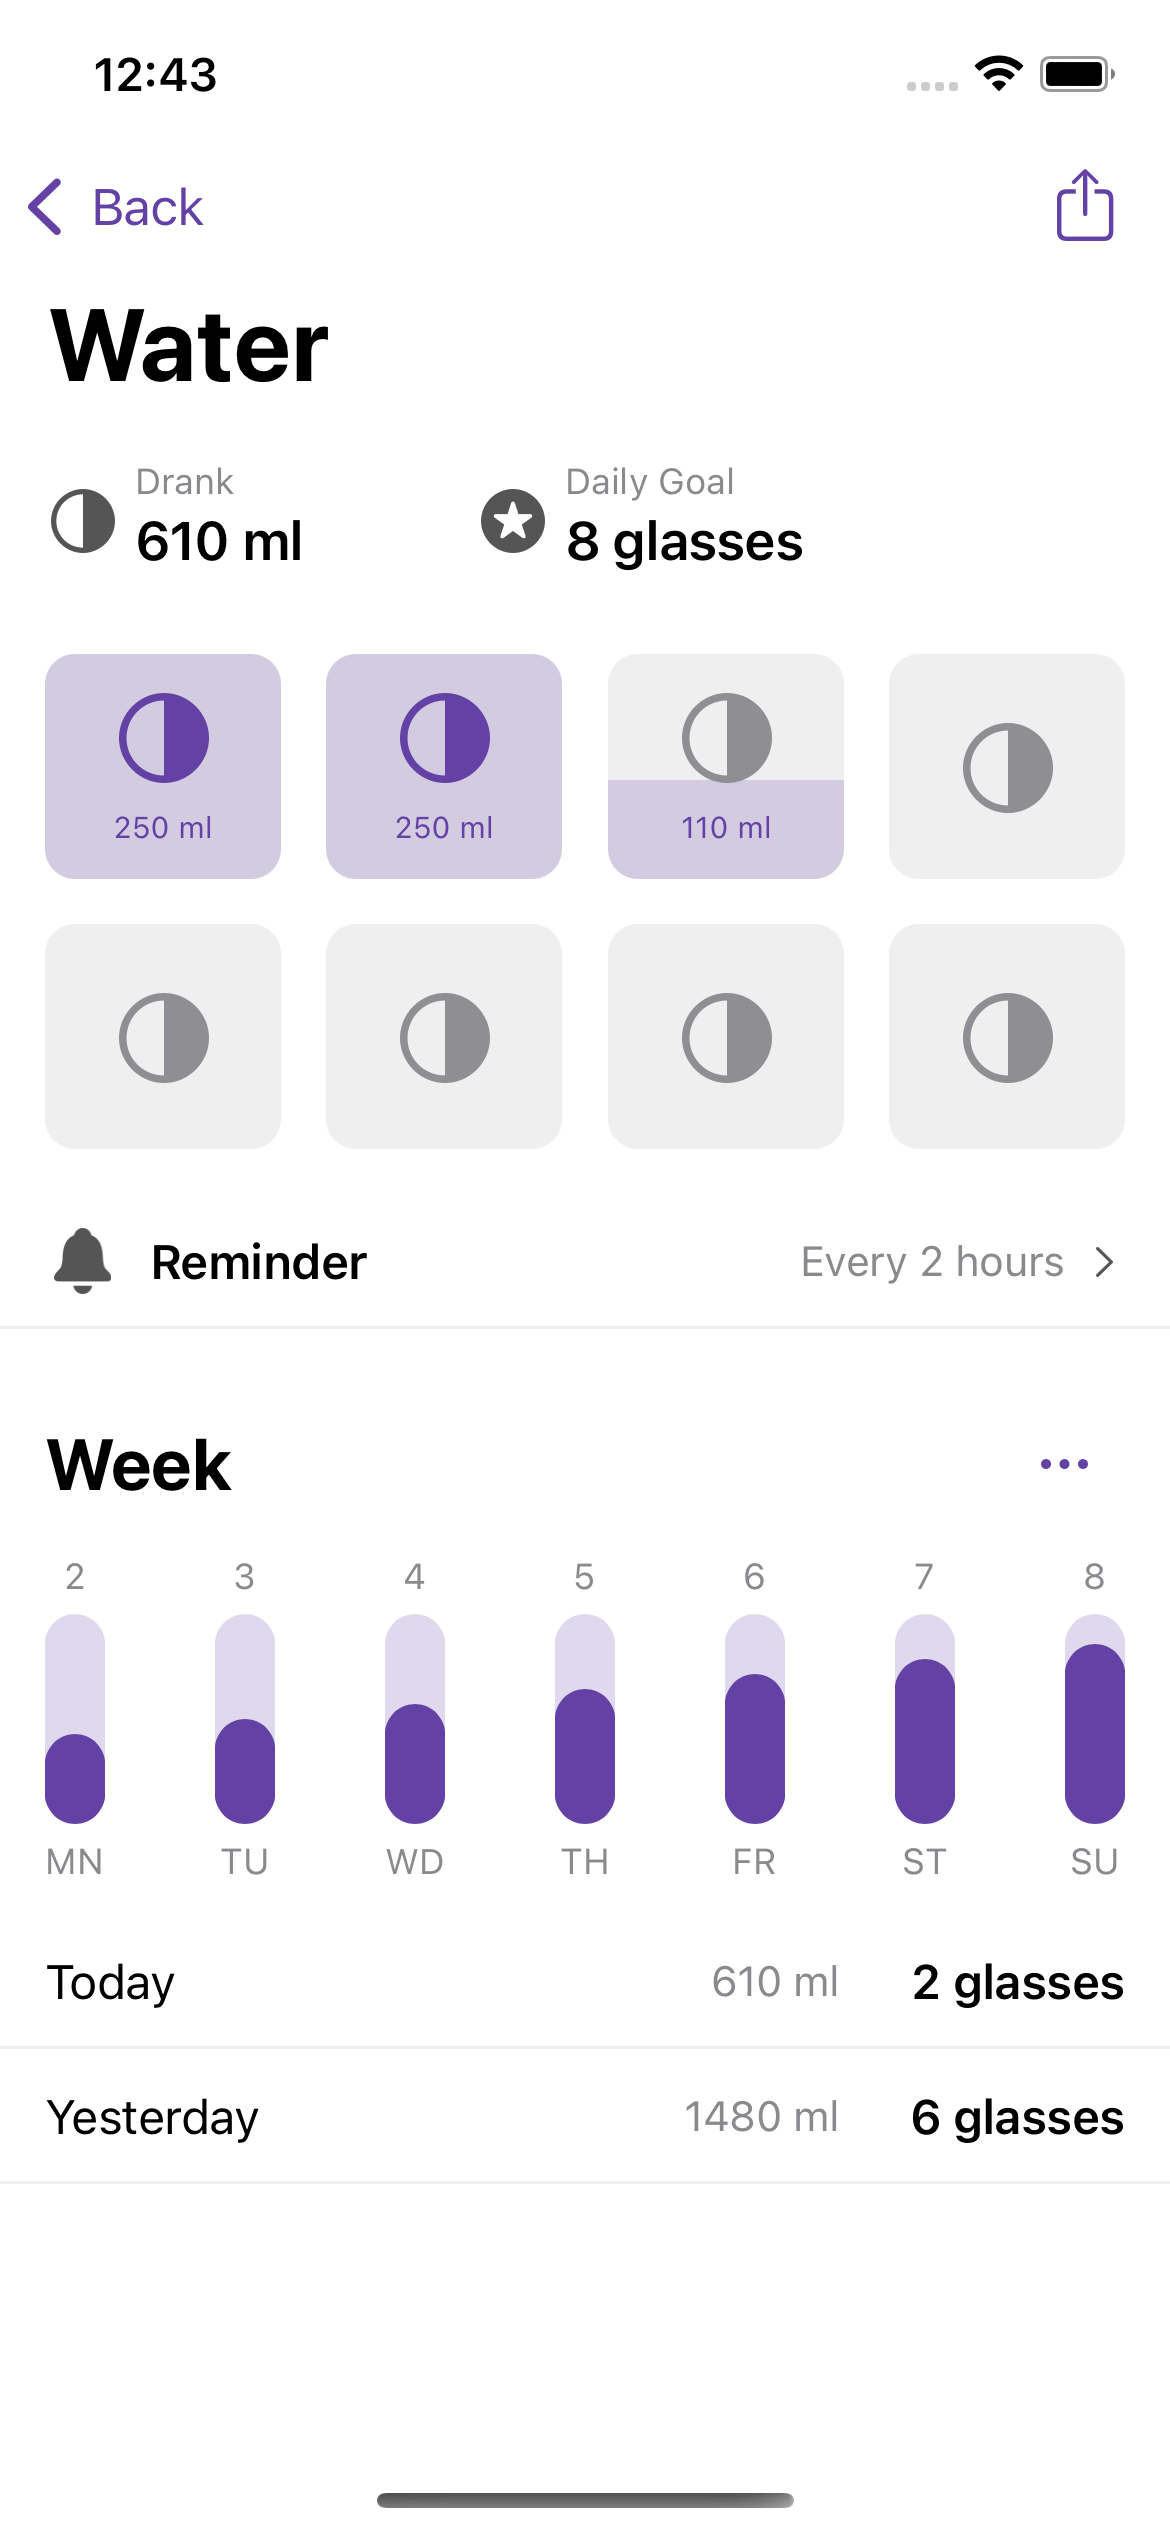 12:43
Back
Water
Drank
610 ml
Daily Goal
8 glasses
250 ml
250 ml
110 ml
Reminder
Every 2 hours
Week
2 3 4 5 6 7 8
MN TU WD TH FR ST SU
Today 610 ml 2 glasses
Yesterday 1480 ml 6 glasses